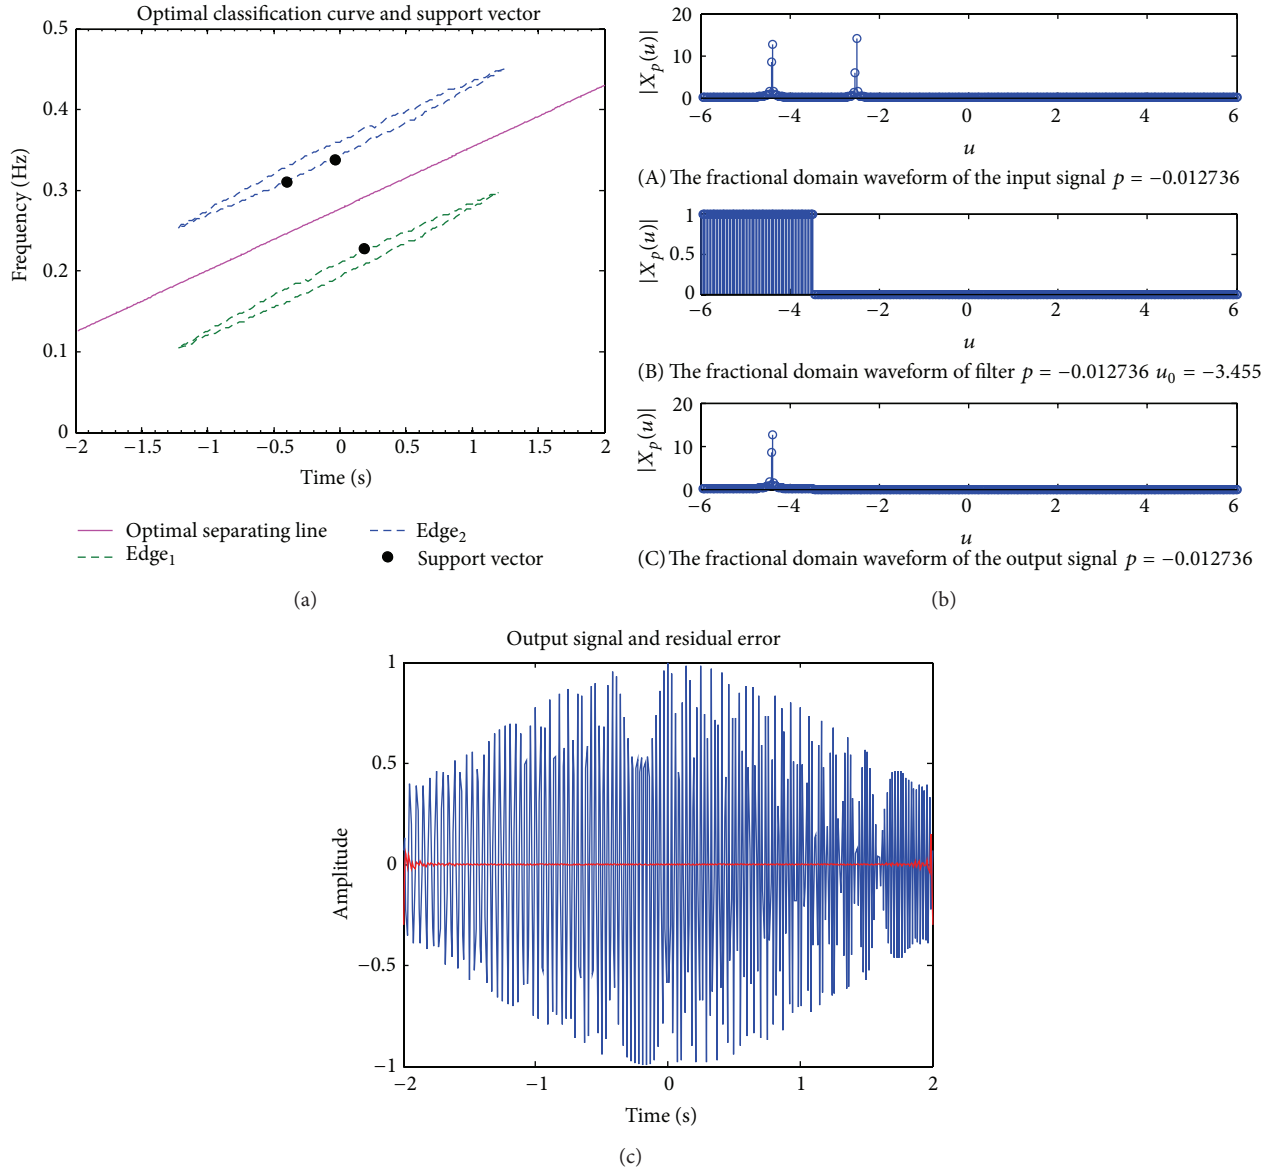 Optimal classification curve and support vector
0.5
0.4
0.3
0.2
0.1
0
Frequency (Hz)
−2 −1.5 −1 −0.5 0 0.5 1 1.5 2
Time (s)
Optimal separating line
Edge₁
Edge₂
Support vector
(a)
20
10
0
|Xₚ(u)|
−6 −4 −2 0 2 4 6
u
(A) The fractional domain waveform of the input signal p = −0.012736
1
0.5
0
|Xₚ(u)|
−6 −4 −2 0 2 4 6
u
(B) The fractional domain waveform of filter p = −0.012736 u₀ = −3.455
20
10
0
|Xₚ(u)|
−6 −4 −2 0 2 4 6
u
(C) The fractional domain waveform of the output signal p = −0.012736
(b)
Output signal and residual error
1
0.5
0
−0.5
−1
Amplitude
−2 −1 0 1 2
Time (s)
(c)